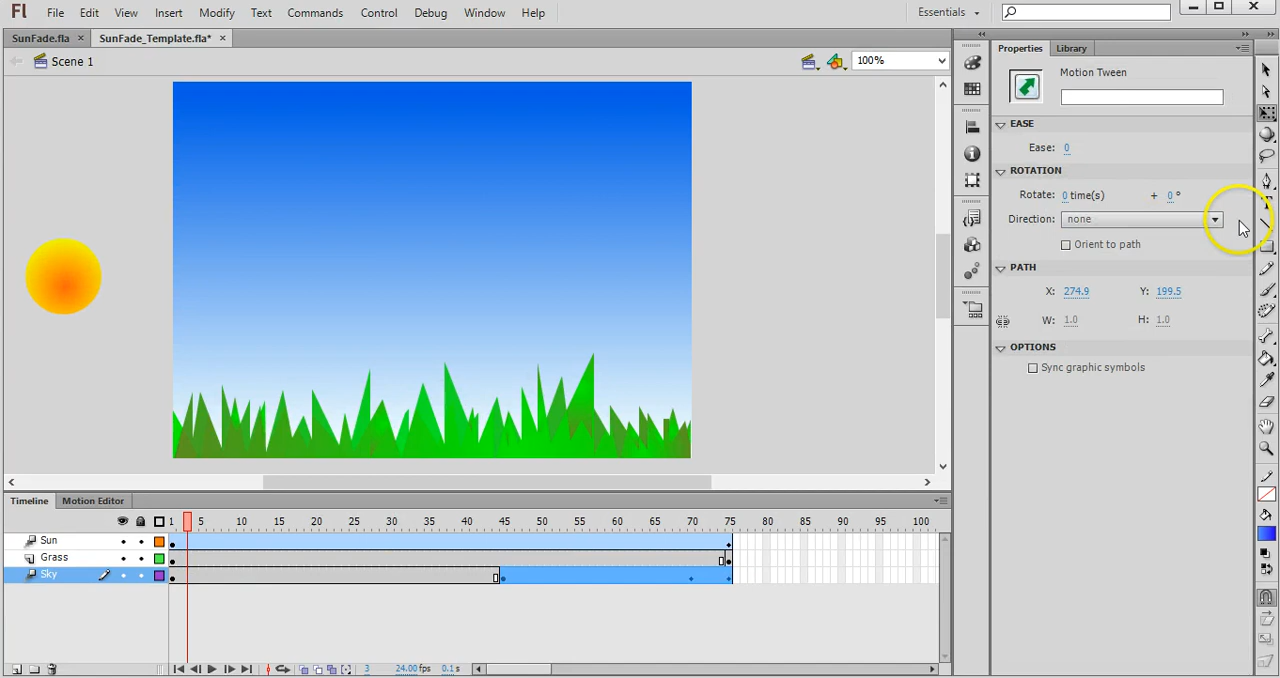 Fl File Edit View Insert Modify Text Commands Control Debug Window Help Essentials
SunFade.fla × SunFade_Template.fla* ×
Scene 1 100%
Properties Library
Motion Tween
EASE
Ease: 0
ROTATION
Rotate: 0 time(s) + 0 °
Direction: none
Orient to path
PATH
X: 274.9 Y: 199.5
W: 1.0 H: 1.0
OPTIONS
Sync graphic symbols
Timeline Motion Editor
1 5 10 15 20 25 30 35 40 45 50 55 60 65 70 75 80 85 90 95 100
Sun
Grass
Sky
3 24.00 fps 0.1 s